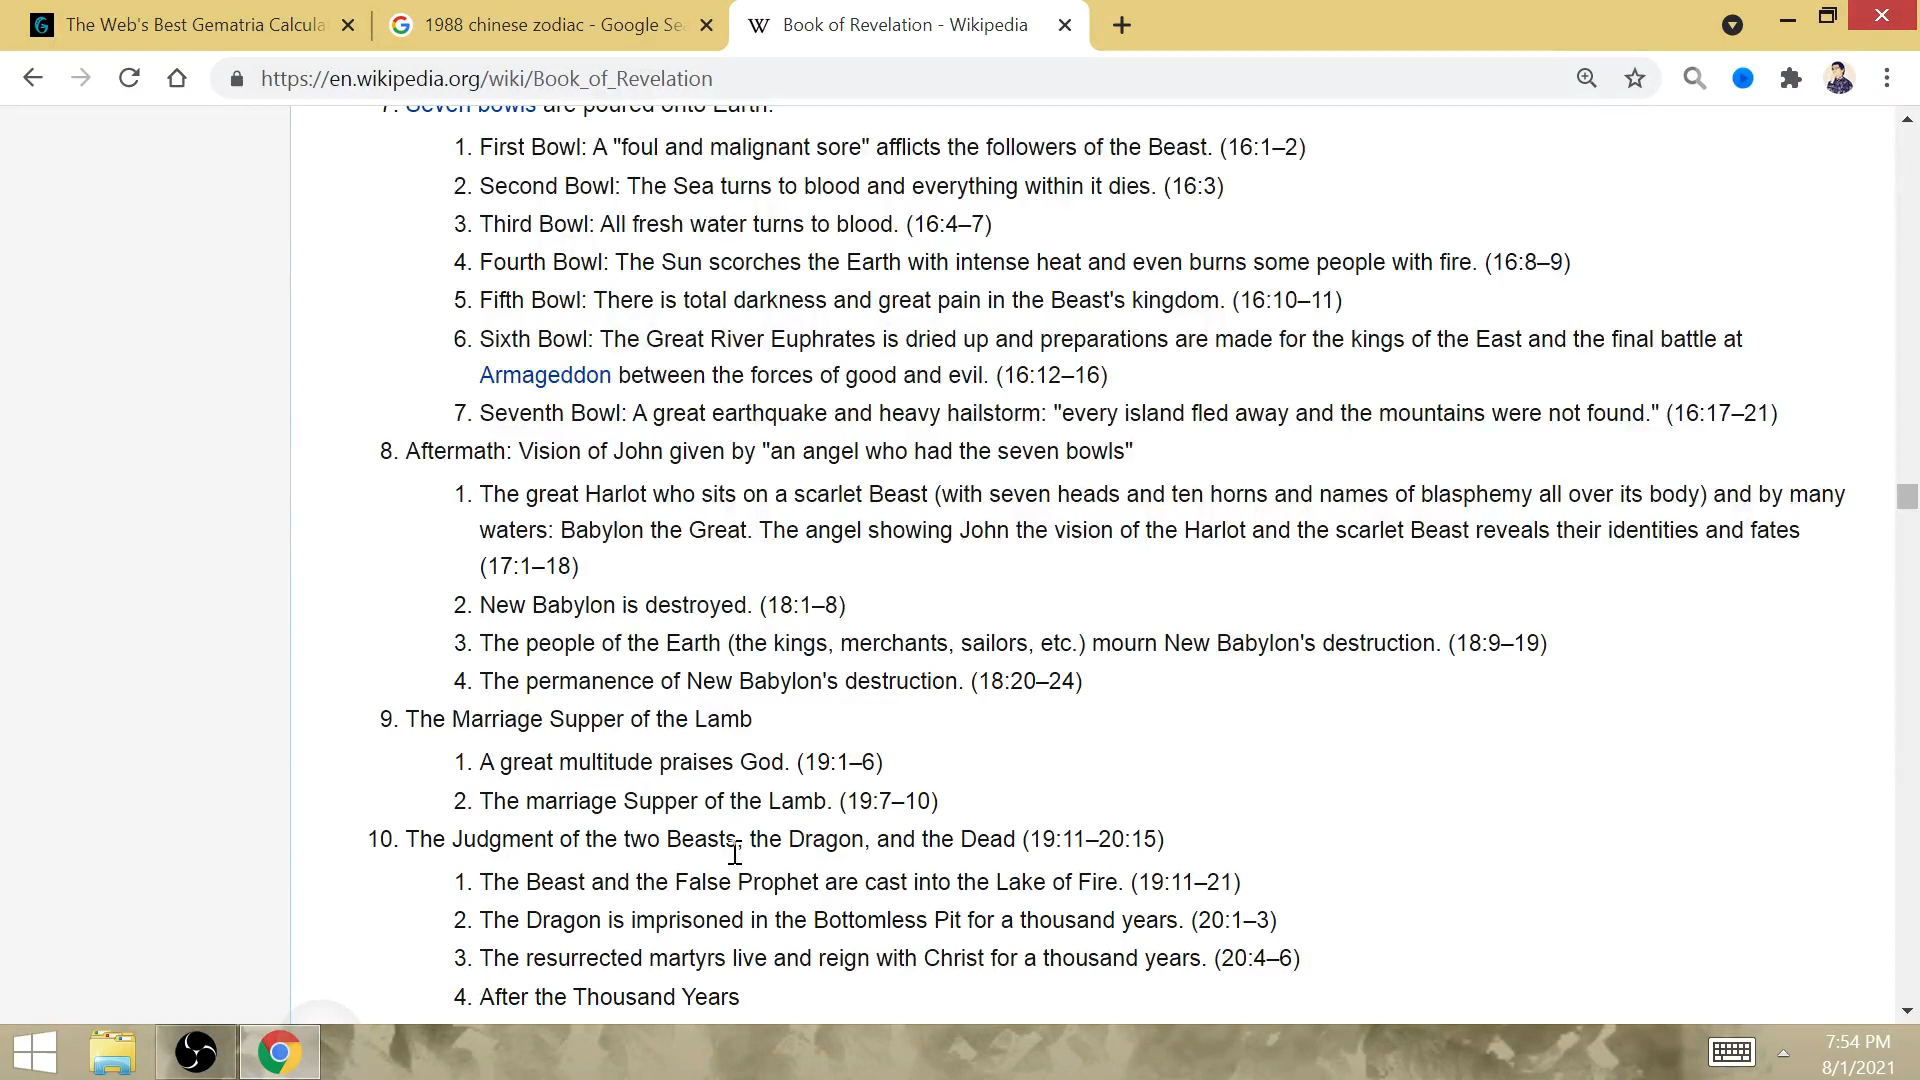 The Web's Best Gematria Calcula
1988 chinese zodiac - Google Se
Book of Revelation - Wikipedia
https://en.wikipedia.org/wiki/Book_of_Revelation
7. Seven bowls are poured onto Earth:
1. First Bowl: A "foul and malignant sore" afflicts the followers of the Beast. (16:1–2)
2. Second Bowl: The Sea turns to blood and everything within it dies. (16:3)
3. Third Bowl: All fresh water turns to blood. (16:4–7)
4. Fourth Bowl: The Sun scorches the Earth with intense heat and even burns some people with fire. (16:8–9)
5. Fifth Bowl: There is total darkness and great pain in the Beast's kingdom. (16:10–11)
6. Sixth Bowl: The Great River Euphrates is dried up and preparations are made for the kings of the East and the final battle at
Armageddon between the forces of good and evil. (16:12–16)
7. Seventh Bowl: A great earthquake and heavy hailstorm: "every island fled away and the mountains were not found." (16:17–21)
8. Aftermath: Vision of John given by "an angel who had the seven bowls"
1. The great Harlot who sits on a scarlet Beast (with seven heads and ten horns and names of blasphemy all over its body) and by many
waters: Babylon the Great. The angel showing John the vision of the Harlot and the scarlet Beast reveals their identities and fates
(17:1–18)
2. New Babylon is destroyed. (18:1–8)
3. The people of the Earth (the kings, merchants, sailors, etc.) mourn New Babylon's destruction. (18:9–19)
4. The permanence of New Babylon's destruction. (18:20–24)
9. The Marriage Supper of the Lamb
1. A great multitude praises God. (19:1–6)
2. The marriage Supper of the Lamb. (19:7–10)
10. The Judgment of the two Beasts, the Dragon, and the Dead (19:11–20:15)
1. The Beast and the False Prophet are cast into the Lake of Fire. (19:11–21)
2. The Dragon is imprisoned in the Bottomless Pit for a thousand years. (20:1–3)
3. The resurrected martyrs live and reign with Christ for a thousand years. (20:4–6)
4. After the Thousand Years
7:54 PM
8/1/2021